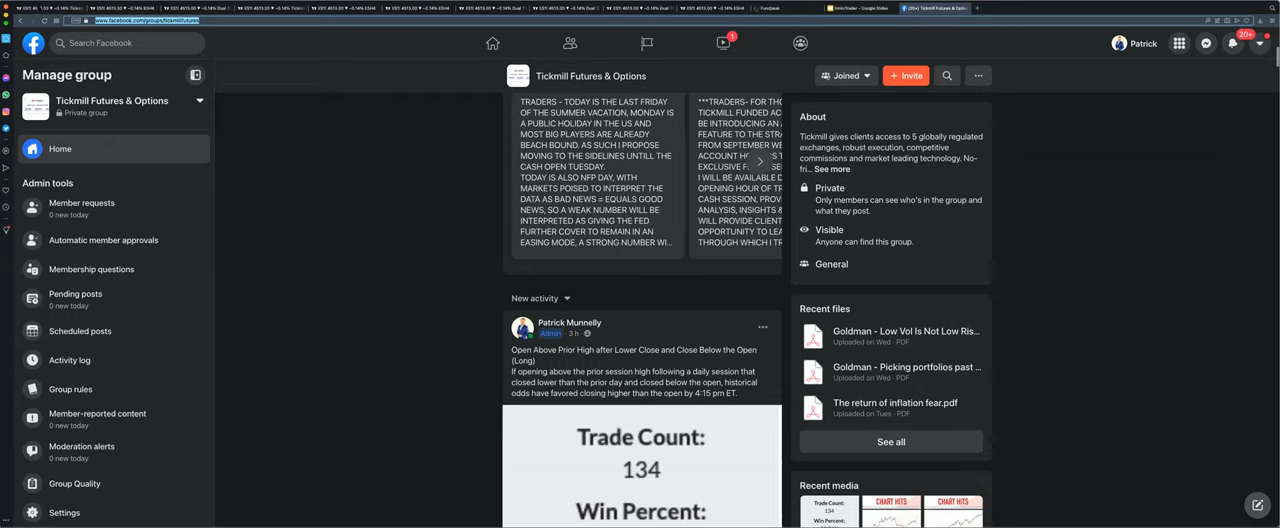 www.facebook.com/groups/tickmillfutures
Search Facebook
1
Patrick
20+
Manage group
Tickmill Futures & Options
Private group
Home
Admin tools
Member requests
0 new today
Automatic member approvals
Membership questions
Pending posts
0 new today
Scheduled posts
Activity log
Group rules
Member-reported content
0 new today
Moderation alerts
0 new today
Group Quality
Settings
Tickmill Futures & Options
Joined
+ Invite
TRADERS - TODAY IS THE LAST FRIDAY
OF THE SUMMER VACATION, MONDAY IS
A PUBLIC HOLIDAY IN THE US AND
MOST BIG PLAYERS ARE ALREADY
BEACH BOUND. AS SUCH I PROPOSE
MOVING TO THE SIDELINES UNTILL THE
CASH OPEN TUESDAY.
TODAY IS ALSO NFP DAY, WITH
MARKETS POISED TO INTERPRET THE
DATA AS BAD NEWS = EQUALS GOOD
NEWS, SO A WEAK NUMBER WILL BE
INTERPRETED AS GIVING THE FED
FURTHER COVER TO REMAIN IN AN
EASING MODE, A STRONG NUMBER WI...
***TRADERS- FOR THO
TICKMILL FUNDED AC
BE INTRODUCING AN
FEATURE TO THE STRA
FROM SEPTEMBER WE
ACCOUNT HO
EXCLUSIVE F SE
I WILL BE AVAILABLE D
OPENING HOUR OF TR
CASH SESSION, PROV
ANALYSIS, INSIGHTS &
WILL PROVIDE CLIENT
OPPORTUNITY TO LEA
THROUGH WHICH I TR
New activity
Patrick Munnelly
Admin · 3 h ·
Open Above Prior High after Lower Close and Close Below the Open
(Long)
If opening above the prior session high following a daily session that
closed lower than the prior day and closed below the open, historical
odds have favored closing higher than the open by 4:15 pm ET.
Trade Count:
134
Win Percent:
About
Tickmill gives clients access to 5 globally regulated
exchanges, robust execution, competitive
commissions and market leading technology. No-
fri... See more
Private
Only members can see who's in the group and
what they post.
Visible
Anyone can find this group.
General
Recent files
Goldman - Low Vol Is Not Low Ris...
Uploaded on Wed · PDF
Goldman - Picking portfolios past ...
Uploaded on Wed · PDF
The return of inflation fear.pdf
Uploaded on Tues · PDF
See all
Recent media
Trade Count:
134
Win Percent:
CHART HITS
CHART HITS